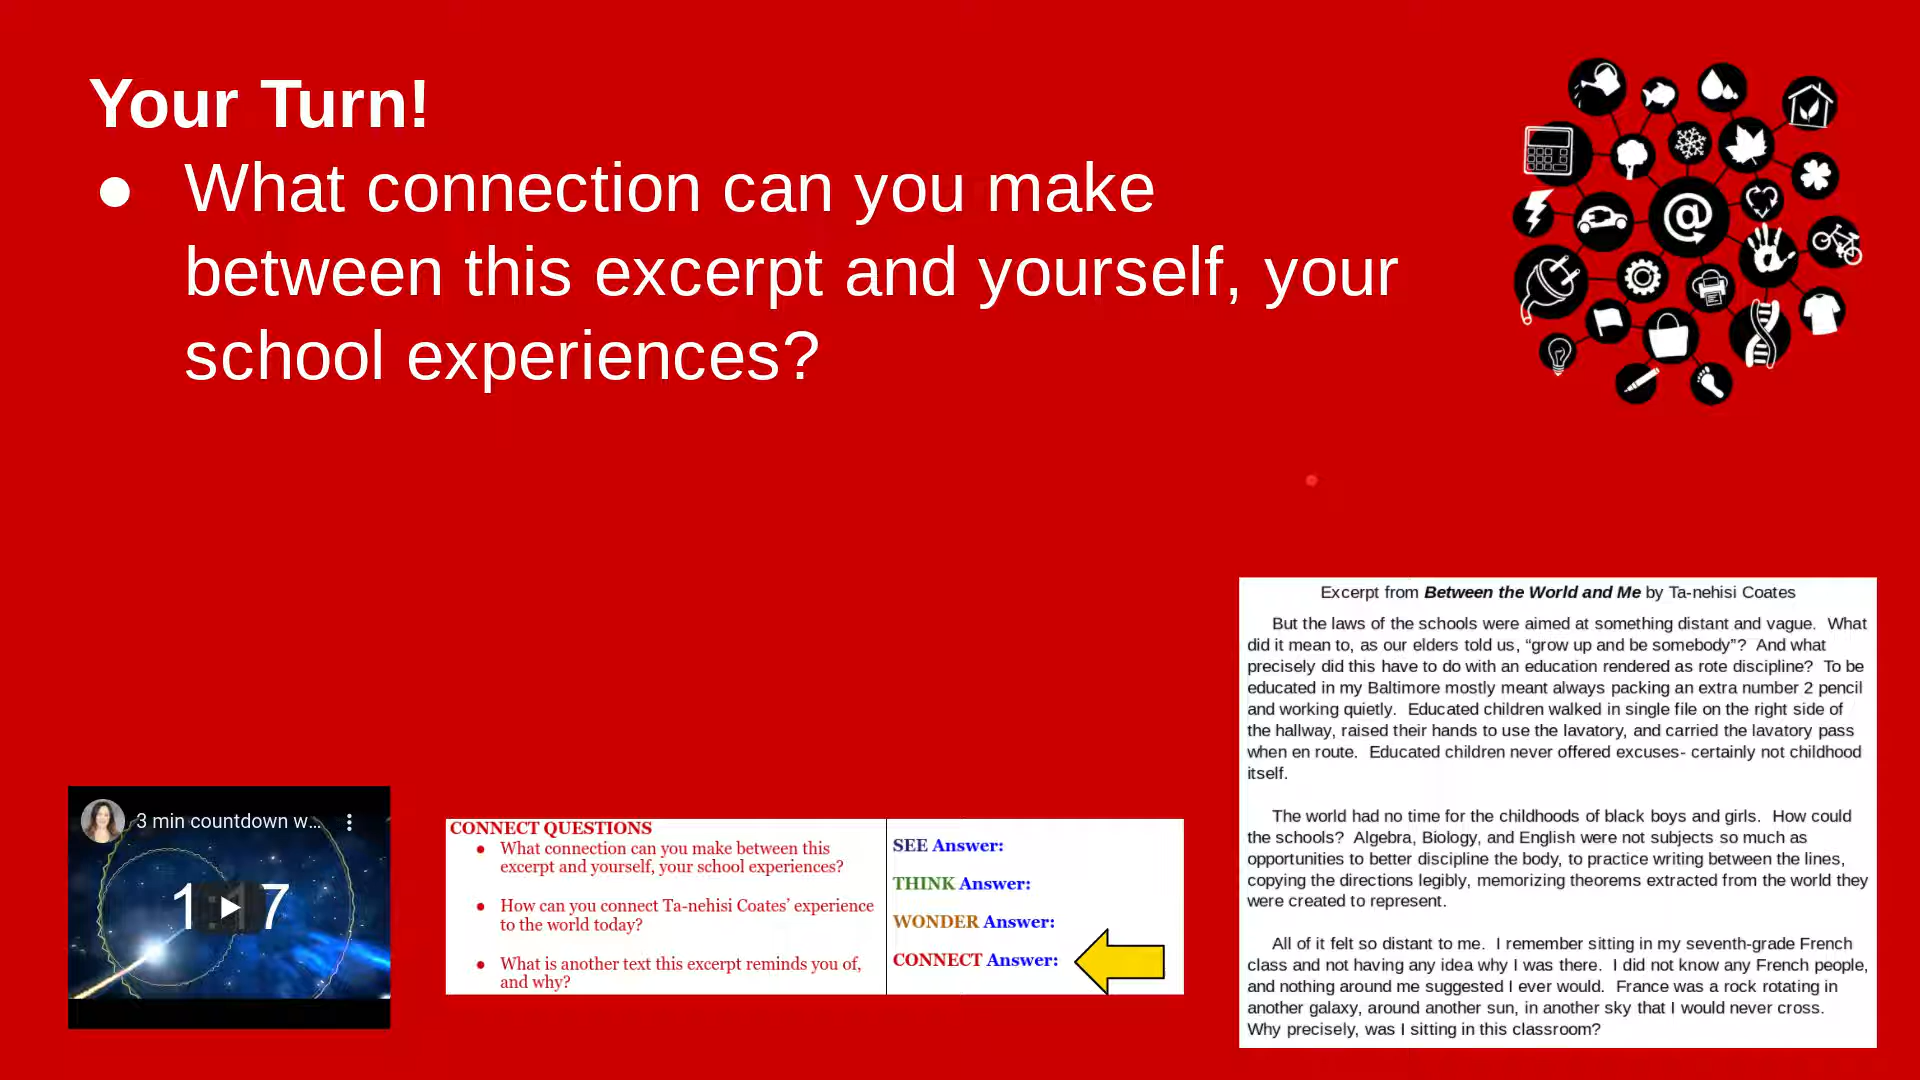 Your Turn!
● What connection can you make
between this excerpt and yourself, your
school experiences?
@
3 min countdown w...
CONNECT QUESTIONS
● What connection can you make between this
excerpt and yourself, your school experiences?
● How can you connect Ta-nehisi Coates’ experience
to the world today?
● What is another text this excerpt reminds you of,
and why?
SEE Answer:
THINK Answer:
WONDER Answer:
CONNECT Answer:
Excerpt from Between the World and Me by Ta-nehisi Coates
But the laws of the schools were aimed at something distant and vague. What
did it mean to, as our elders told us, “grow up and be somebody”? And what
precisely did this have to do with an education rendered as rote discipline? To be
educated in my Baltimore mostly meant always packing an extra number 2 pencil
and working quietly. Educated children walked in single file on the right side of
the hallway, raised their hands to use the lavatory, and carried the lavatory pass
when en route. Educated children never offered excuses- certainly not childhood
itself.
The world had no time for the childhoods of black boys and girls. How could
the schools? Algebra, Biology, and English were not subjects so much as
opportunities to better discipline the body, to practice writing between the lines,
copying the directions legibly, memorizing theorems extracted from the world they
were created to represent.
All of it felt so distant to me. I remember sitting in my seventh-grade French
class and not having any idea why I was there. I did not know any French people,
and nothing around me suggested I ever would. France was a rock rotating in
another galaxy, around another sun, in another sky that I would never cross.
Why precisely, was I sitting in this classroom?